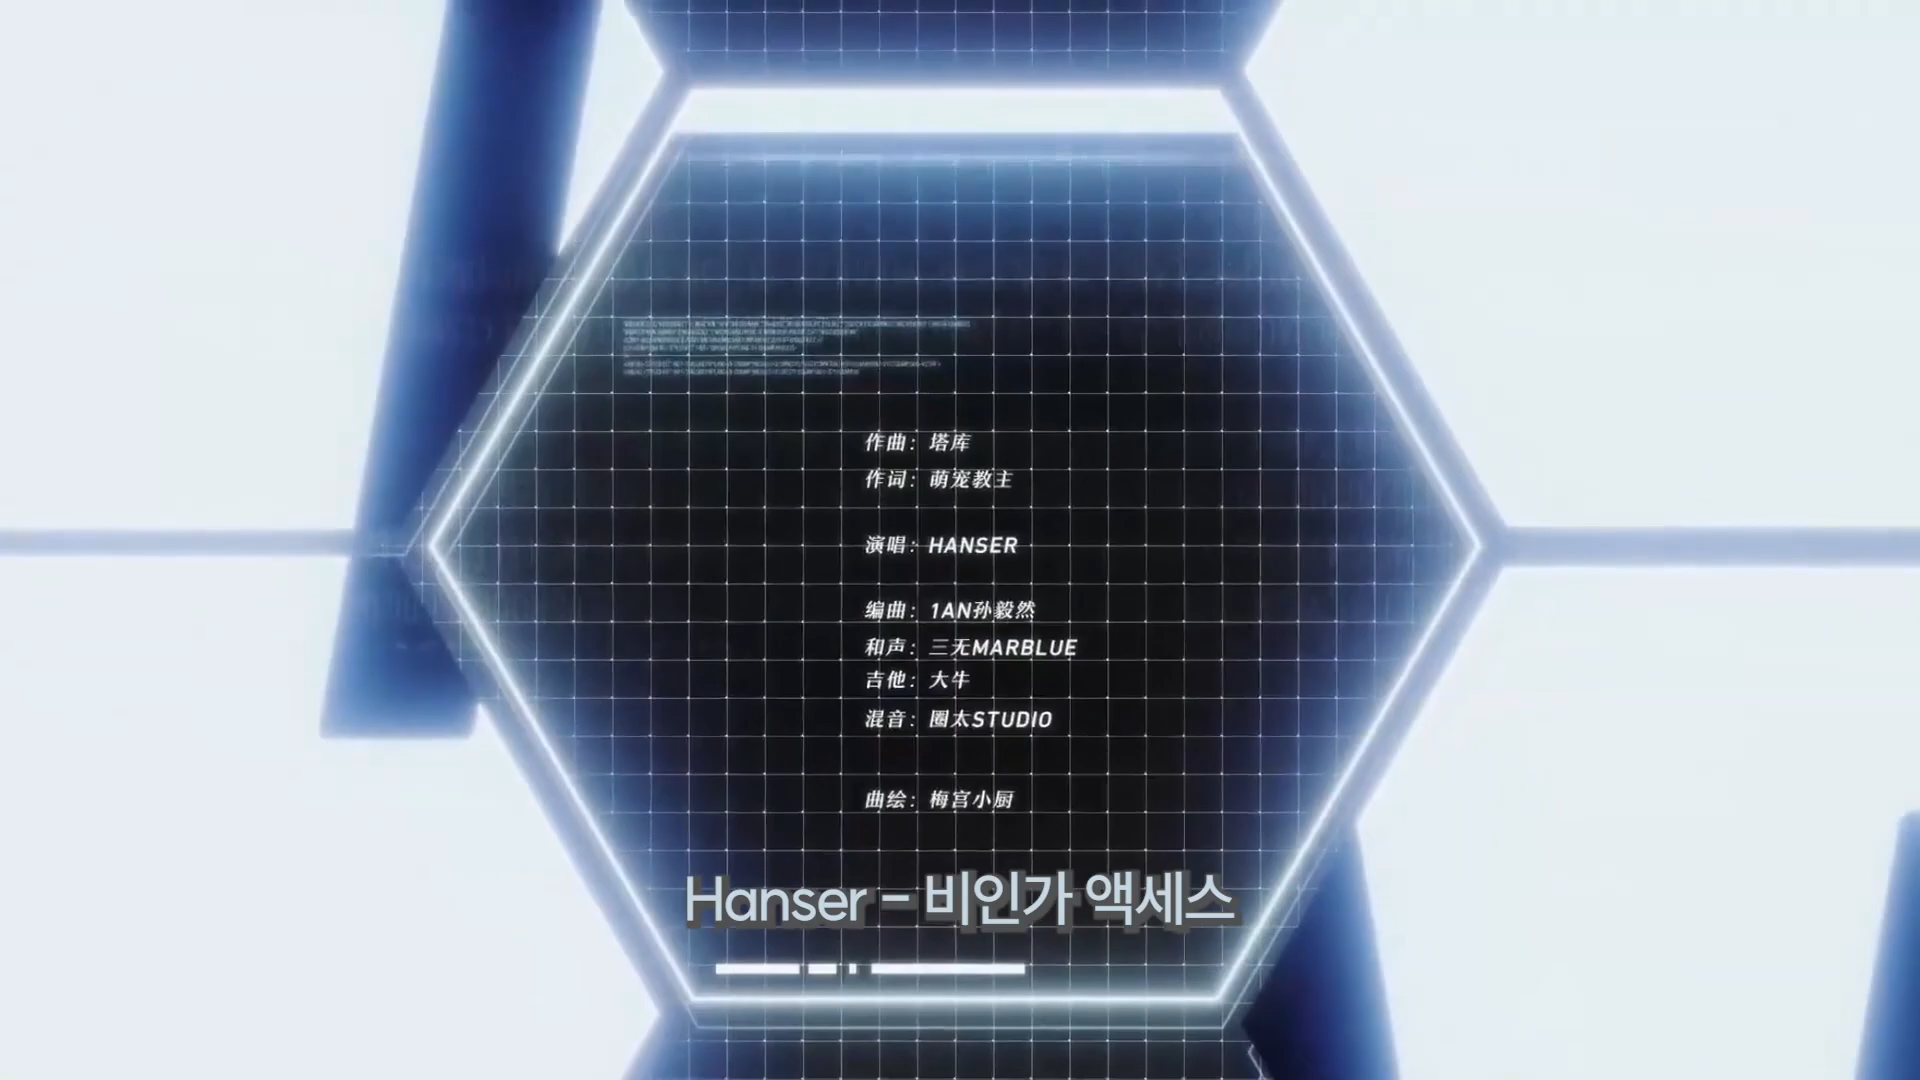 作曲：塔库
作词：萌宠教主
演唱：HANSER
编曲：1AN孙毅然
和声：三无MARBLUE
吉他：大牛
混音：圈太STUDIO
曲绘：梅宫小厨
Hanser - 비인가 액세스